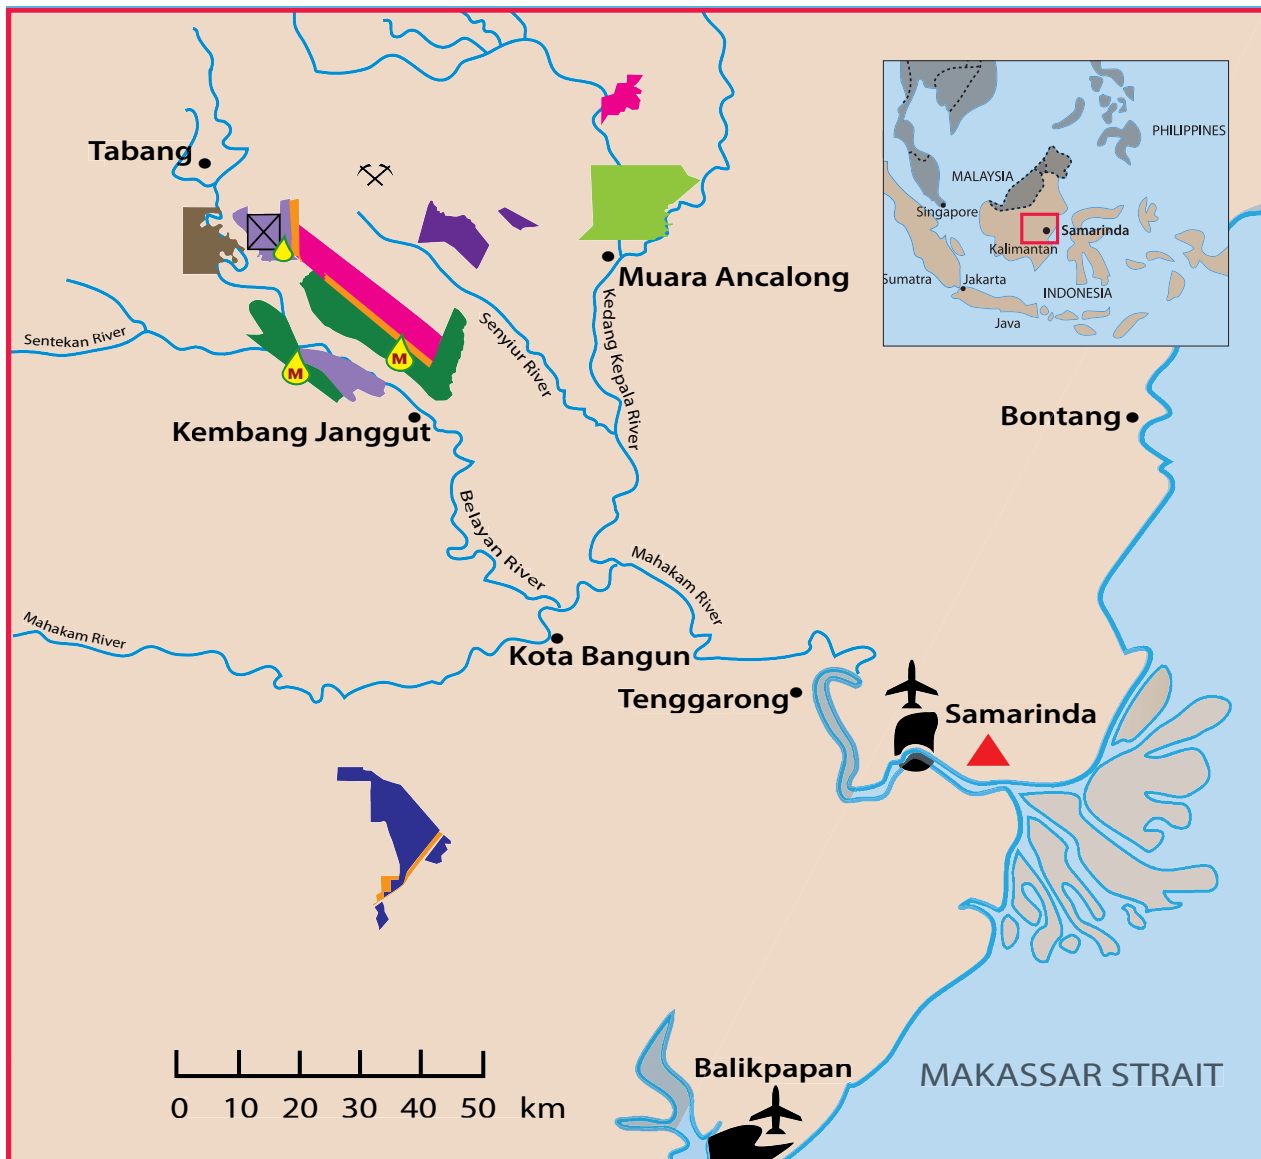 Tabang
PHILIPPINES
MALAYSIA
Singapore
Samarinda
Kalimantan
Sumatra
Jakarta
INDONESIA
Java
Muara Ancalong
Sentekan River
Senyiur River
Kedang Kepala River
M
M
Kembang Janggut
Bontang
Belayan River
Mahakam River
Mahakam River
Kota Bangun
Tenggarong
Samarinda
Balikpapan
MAKASSAR STRAIT
0 10 20 30 40 50 km